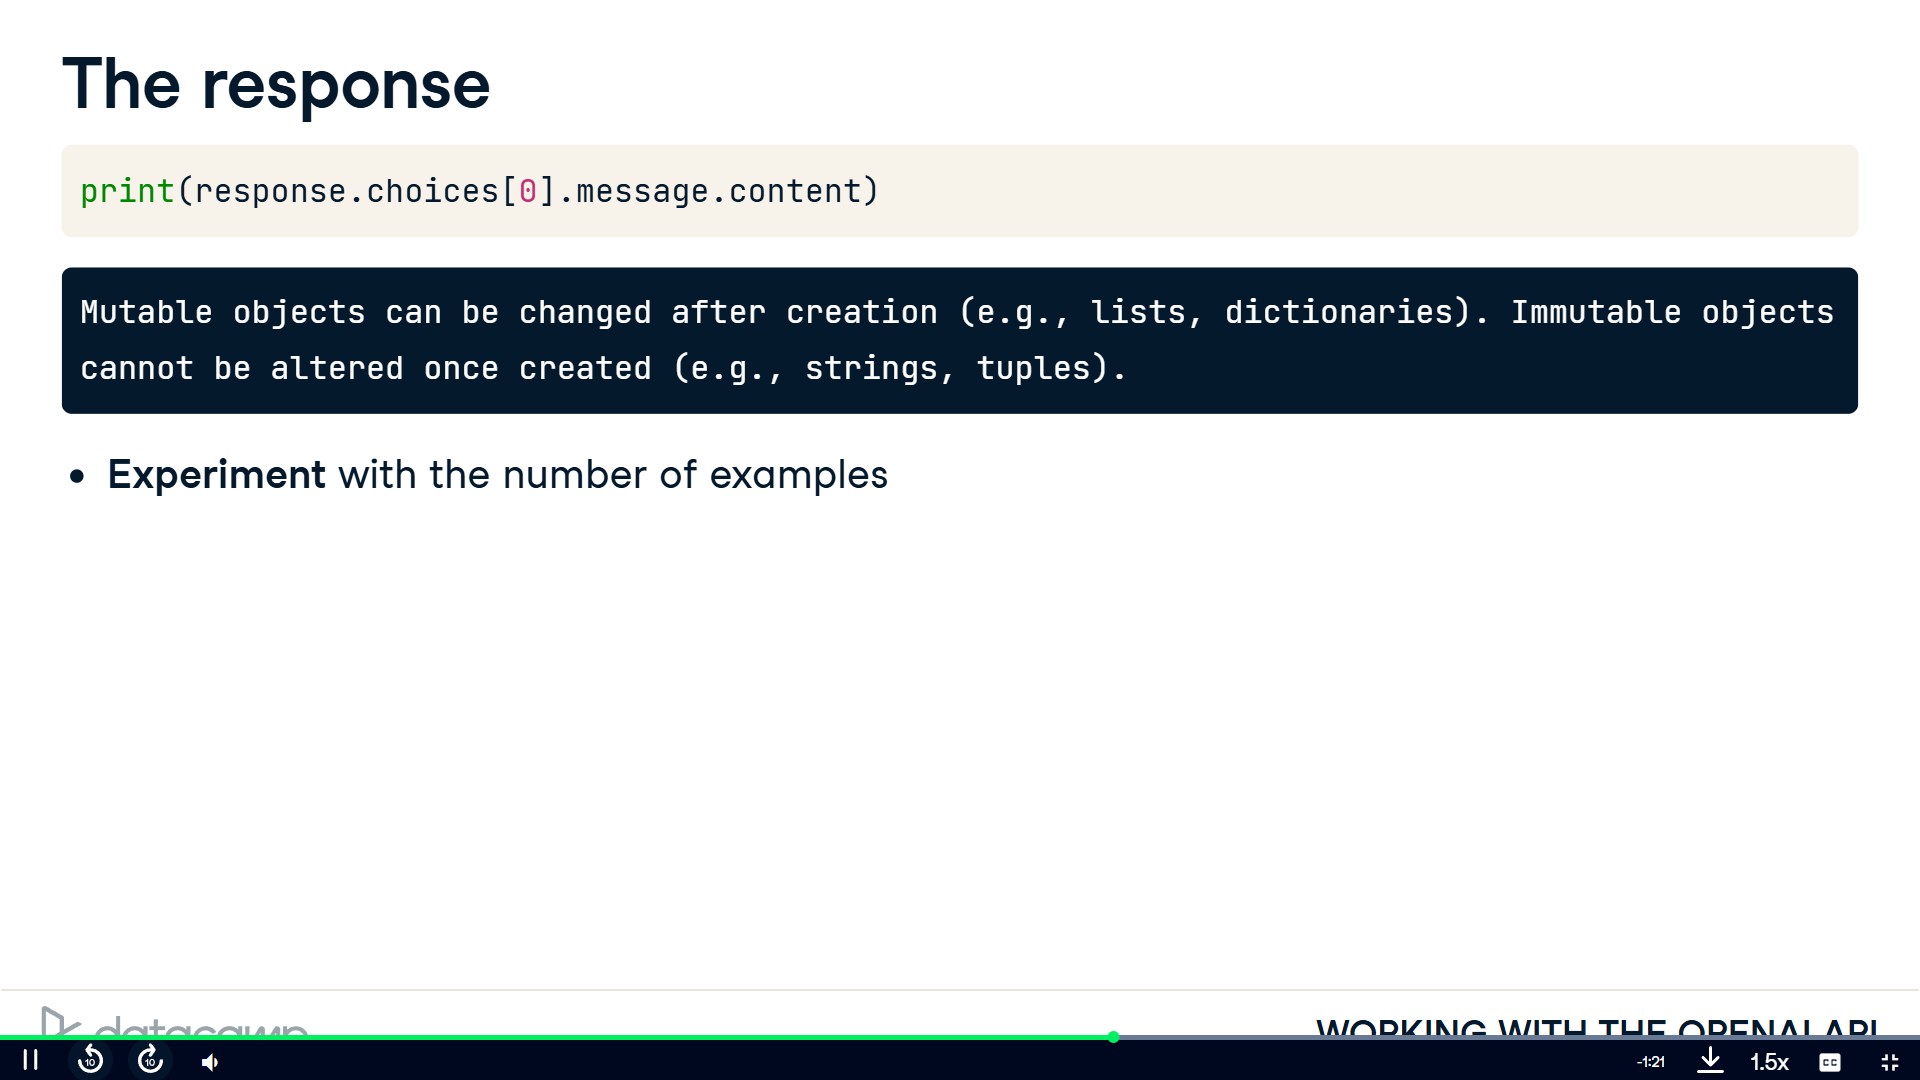 The response
print(response.choices[0].message.content)
Mutable objects can be changed after creation (e.g., lists, dictionaries). Immutable objects
cannot be altered once created (e.g., strings, tuples).
• Experiment with the number of examples
datacamp
WORKING WITH THE OPENAI API
10
10
-1:21
1.5x
CC